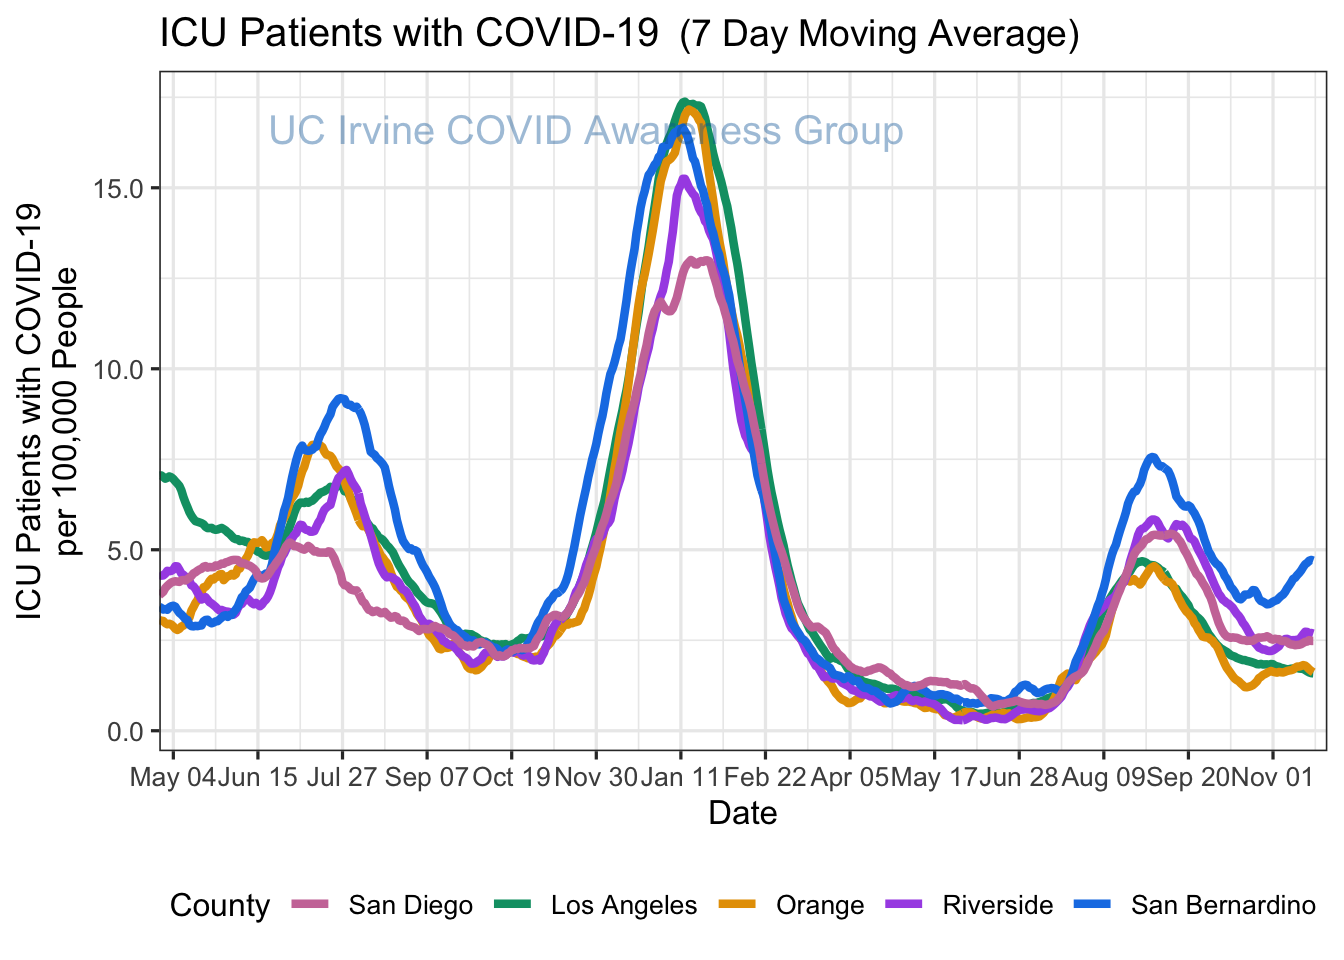 ICU Patients with COVID-19 (7 Day Moving Average)
UC Irvine COVID Awareness Group
ICU Patients with COVID-19
per 100,000 People
15.0
10.0
5.0
0.0
May 04 Jun 15 Jul 27 Sep 07 Oct 19 Nov 30 Jan 11 Feb 22 Apr 05 May 17 Jun 28 Aug 09 Sep 20 Nov 01
Date
County San Diego Los Angeles Orange Riverside San Bernardino